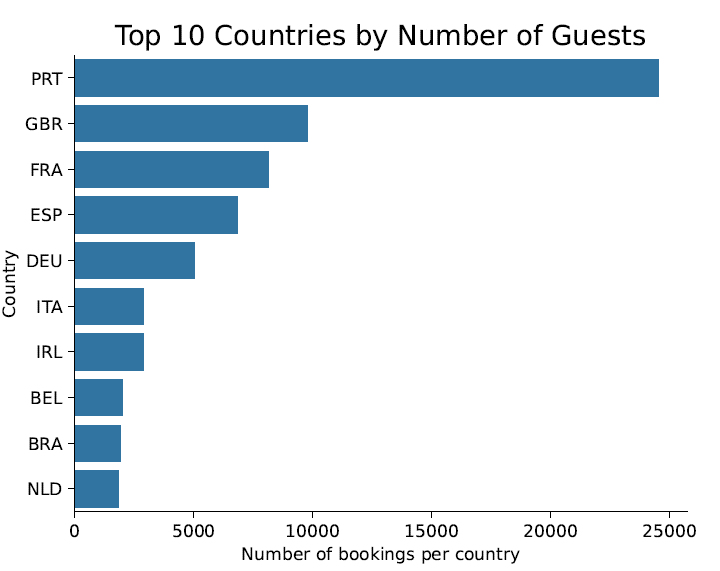 Top 10 Countries by Number of Guests
PRT
GBR
FRA
ESP
DEU
ITA
IRL
BEL
BRA
NLD
Country
0 5000 10000 15000 20000 25000
Number of bookings per country